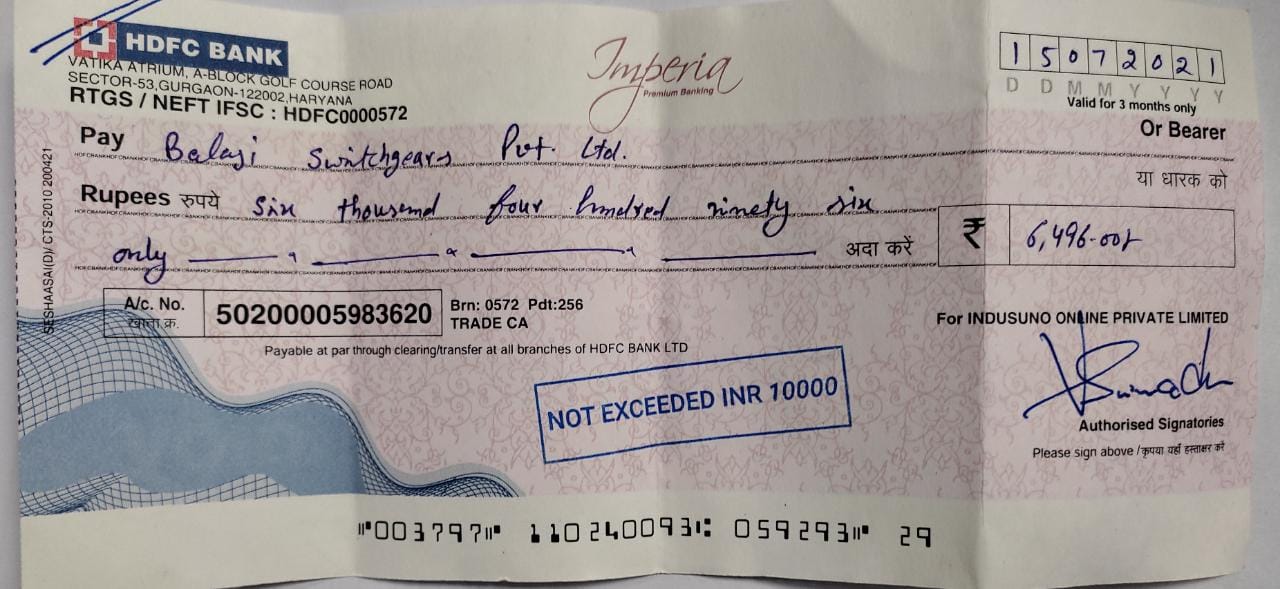 HDFC BANK
VATIKA ATRIUM, A-BLOCK GOLF COURSE ROAD
SECTOR-53,GURGAON-122002,HARYANA
RTGS / NEFT IFSC : HDFC0000572
Imperia
Premium Banking
1 5 0 7 2 0 2 1
D D M M Y Y Y Y
Valid for 3 months only
Pay Balaji Switchgears Pvt. Ltd. Or Bearer
या धारक को
Rupees रुपये Six thousand four hundred ninety six
only अदा करें ₹ 6,496-00/-
A/c. No. खाता क्र. 50200005983620 Brn: 0572 Pdt:256
TRADE CA
Payable at par through clearing/transfer at all branches of HDFC BANK LTD
For INDUSUNO ONLINE PRIVATE LIMITED
NOT EXCEEDED INR 10000
Authorised Signatories
Please sign above / कृपया यहाँ हस्ताक्षर करें
SESHAASAI(D)/ CTS-2010 2000421
⑈003797⑈ 110240093⑆ 059293⑈ 29